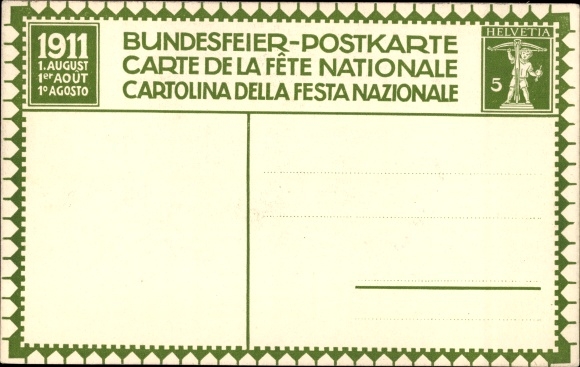 1911
1. AUGUST
1er AOÛT
1º AGOSTO
BUNDESFEIER-POSTKARTE
CARTE DE LA FÊTE NATIONALE
CARTOLINA DELLA FESTA NAZIONALE
HELVETIA
5